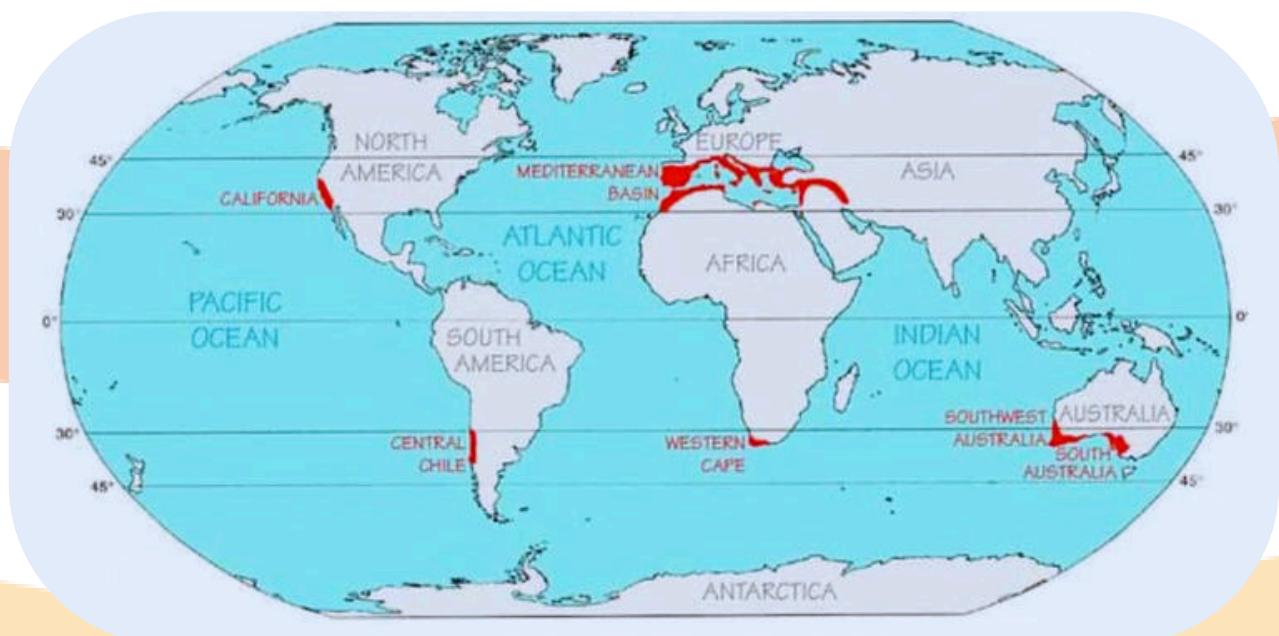 NORTH
AMERICA
EUROPE
ASIA
45°
45°
MEDITERRANEAN
BASIN
CALIFORNIA
30°
30°
ATLANTIC
OCEAN
AFRICA
PACIFIC
OCEAN
0°
0°
SOUTH
AMERICA
INDIAN
OCEAN
SOUTHWEST
AUSTRALIA
AUSTRALIA
30°
30°
CENTRAL
CHILE
WESTERN
CAPE
SOUTH
AUSTRALIA
45°
45°
ANTARCTICA